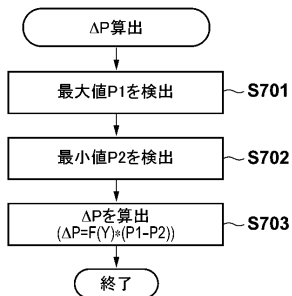 ΔP算出
最大値P1を検出
S701
最小値P2を検出
S702
ΔPを算出
(ΔP=F(Y)*(P1-P2))
S703
終了